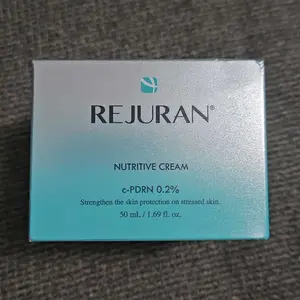 REJURAN®
NUTRITIVE CREAM
c-PDRN 0.2%
Strengthen the skin protection on stressed skin.
50 mL / 1.69 fl. oz.